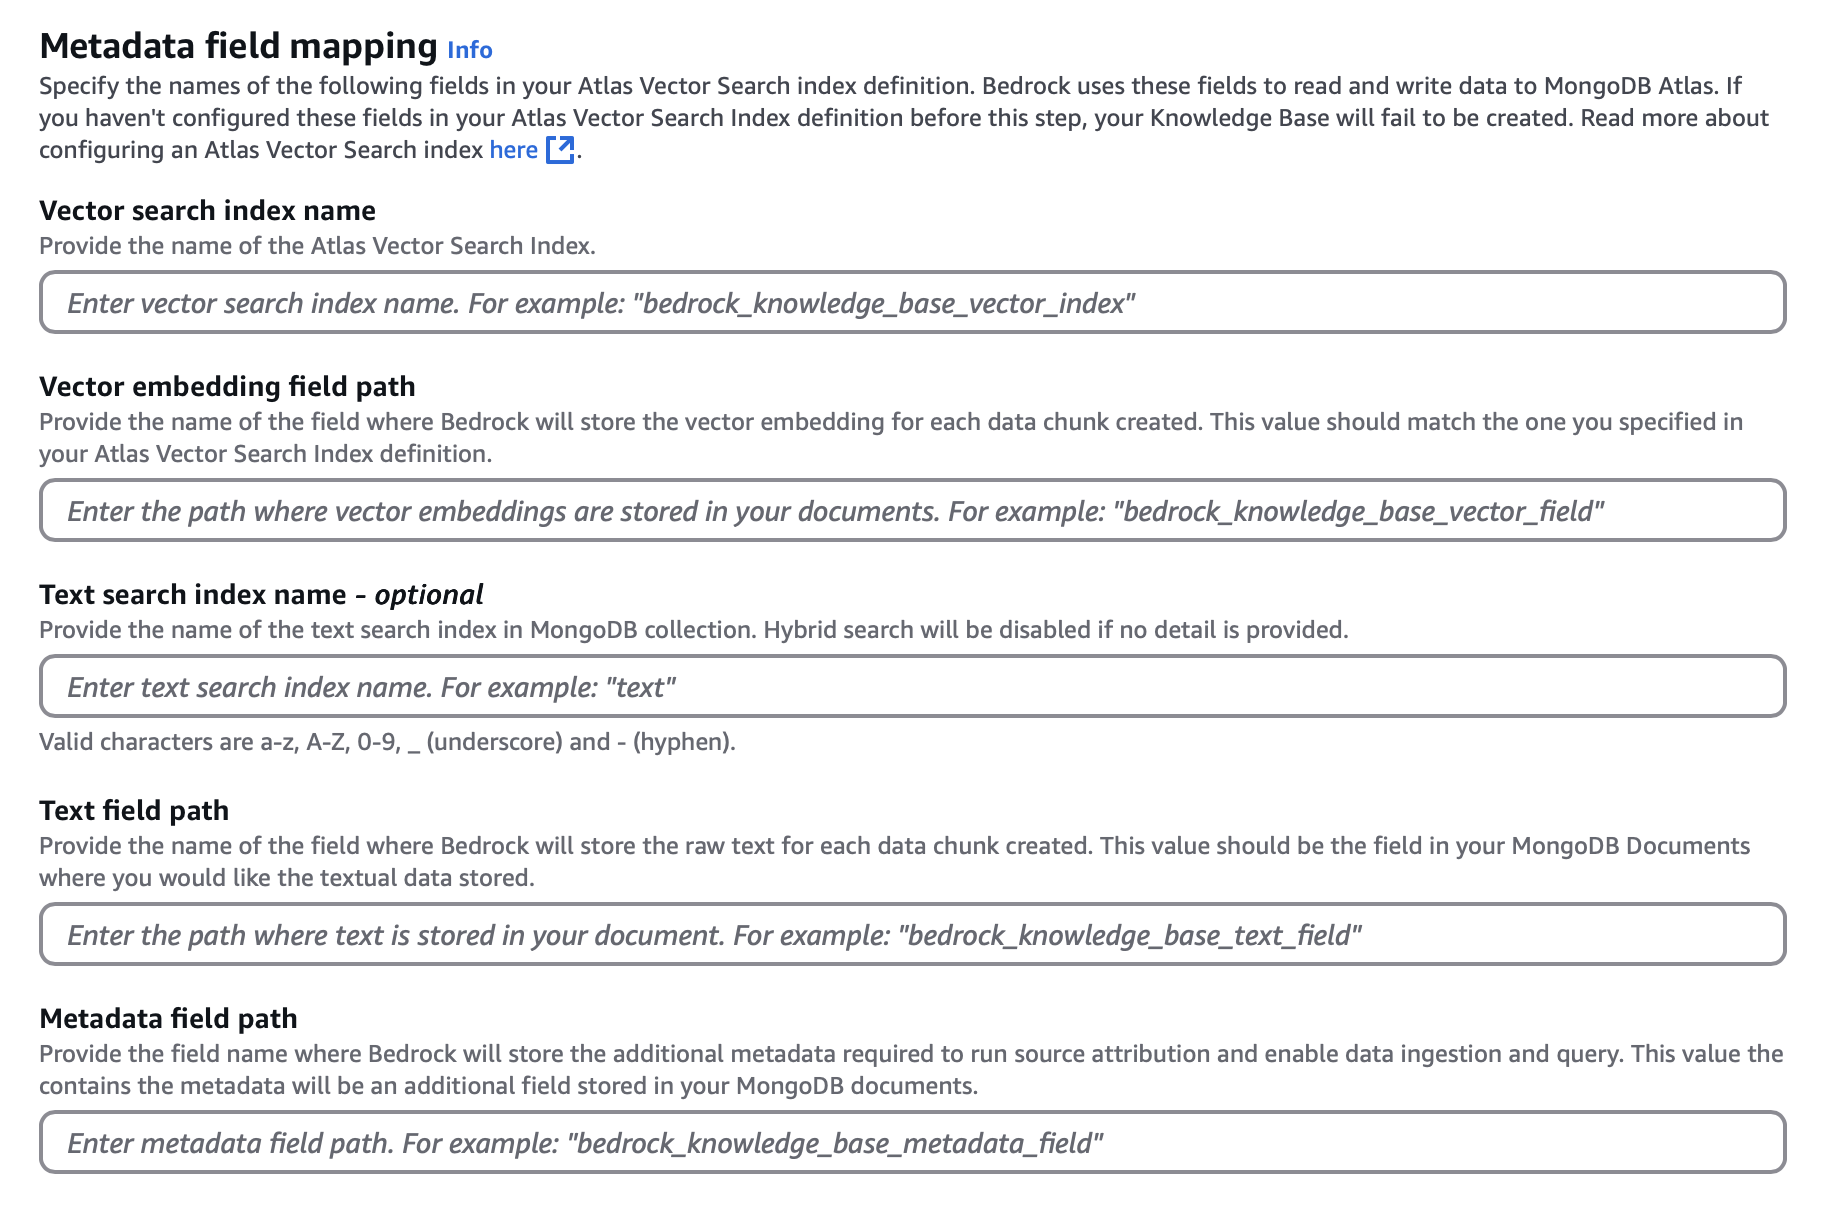 Metadata field mapping Info
Specify the names of the following fields in your Atlas Vector Search index definition. Bedrock uses these fields to read and write data to MongoDB Atlas. If
you haven't configured these fields in your Atlas Vector Search Index definition before this step, your Knowledge Base will fail to be created. Read more about
configuring an Atlas Vector Search index here.
Vector search index name
Provide the name of the Atlas Vector Search Index.
Enter vector search index name. For example: "bedrock_knowledge_base_vector_index"
Vector embedding field path
Provide the name of the field where Bedrock will store the vector embedding for each data chunk created. This value should match the one you specified in
your Atlas Vector Search Index definition.
Enter the path where vector embeddings are stored in your documents. For example: "bedrock_knowledge_base_vector_field"
Text search index name - optional
Provide the name of the text search index in MongoDB collection. Hybrid search will be disabled if no detail is provided.
Enter text search index name. For example: "text"
Valid characters are a-z, A-Z, 0-9, _ (underscore) and - (hyphen).
Text field path
Provide the name of the field where Bedrock will store the raw text for each data chunk created. This value should be the field in your MongoDB Documents
where you would like the textual data stored.
Enter the path where text is stored in your document. For example: "bedrock_knowledge_base_text_field"
Metadata field path
Provide the field name where Bedrock will store the additional metadata required to run source attribution and enable data ingestion and query. This value the
contains the metadata will be an additional field stored in your MongoDB documents.
Enter metadata field path. For example: "bedrock_knowledge_base_metadata_field"